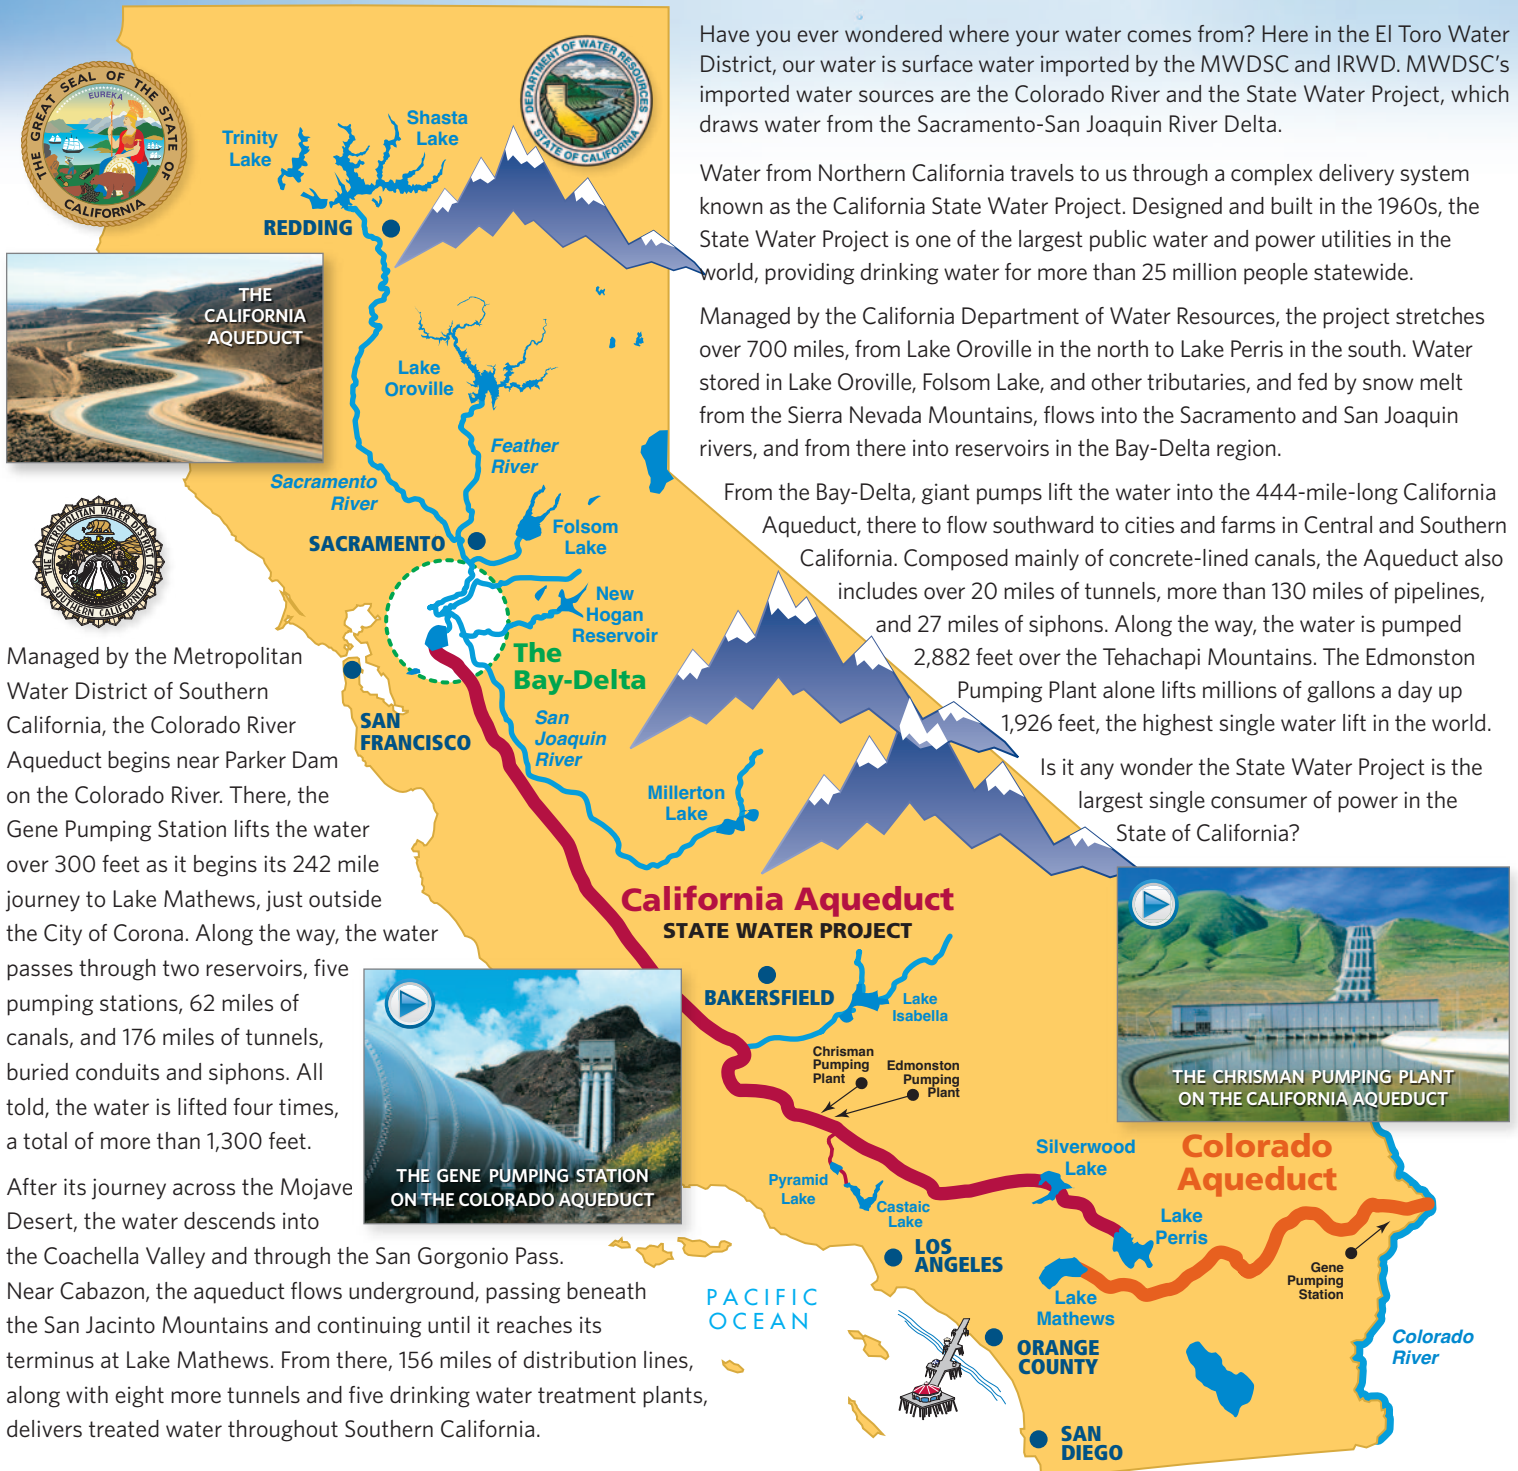 Have you ever wondered where your water comes from? Here in the El Toro Water
District, our water is surface water imported by the MWDSC and IRWD. MWDSC's
imported water sources are the Colorado River and the State Water Project, which
draws water from the Sacramento-San Joaquin River Delta.
Water from Northern California travels to us through a complex delivery system
known as the California State Water Project. Designed and built in the 1960s, the
State Water Project is one of the largest public water and power utilities in the
world, providing drinking water for more than 25 million people statewide.
Managed by the California Department of Water Resources, the project stretches
over 700 miles, from Lake Oroville in the north to Lake Perris in the south. Water
stored in Lake Oroville, Folsom Lake, and other tributaries, and fed by snow melt
from the Sierra Nevada Mountains, flows into the Sacramento and San Joaquin
rivers, and from there into reservoirs in the Bay-Delta region.
From the Bay-Delta, giant pumps lift the water into the 444-mile-long California
Aqueduct, there to flow southward to cities and farms in Central and Southern
California. Composed mainly of concrete-lined canals, the Aqueduct also
includes over 20 miles of tunnels, more than 130 miles of pipelines,
and 27 miles of siphons. Along the way, the water is pumped
2,882 feet over the Tehachapi Mountains. The Edmonston
Pumping Plant alone lifts millions of gallons a day up
1,926 feet, the highest single water lift in the world.
Is it any wonder the State Water Project is the
largest single consumer of power in the
State of California?
THE GREAT SEAL OF THE STATE OF CALIFORNIA
EUREKA
DEPARTMENT OF WATER RESOURCES
STATE OF CALIFORNIA
Trinity
Lake
Shasta
Lake
REDDING
THE
CALIFORNIA
AQUEDUCT
Lake
Oroville
Feather
River
Sacramento
River
SACRAMENTO
Folsom
Lake
New
Hogan
Reservoir
The
Bay-Delta
SAN
FRANCISCO
San
Joaquin
River
Millerton
Lake
THE METROPOLITAN WATER DISTRICT OF
SOUTHERN CALIFORNIA
Managed by the Metropolitan
Water District of Southern
California, the Colorado River
Aqueduct begins near Parker Dam
on the Colorado River. There, the
Gene Pumping Station lifts the water
over 300 feet as it begins its 242 mile
journey to Lake Mathews, just outside
the City of Corona. Along the way, the water
passes through two reservoirs, five
pumping stations, 62 miles of
canals, and 176 miles of tunnels,
buried conduits and siphons. All
told, the water is lifted four times,
a total of more than 1,300 feet.
After its journey across the Mojave
Desert, the water descends into
the Coachella Valley and through the San Gorgonio Pass.
Near Cabazon, the aqueduct flows underground, passing beneath
the San Jacinto Mountains and continuing until it reaches its
terminus at Lake Mathews. From there, 156 miles of distribution lines,
along with eight more tunnels and five drinking water treatment plants,
delivers treated water throughout Southern California.
California Aqueduct
STATE WATER PROJECT
BAKERSFIELD
Lake
Isabella
Chrisman
Pumping
Plant
Edmonston
Pumping
Plant
THE GENE PUMPING STATION
ON THE COLORADO AQUEDUCT
THE CHRISMAN PUMPING PLANT
ON THE CALIFORNIA AQUEDUCT
Pyramid
Lake
Castaic
Lake
Silverwood
Lake
Colorado
Aqueduct
Lake
Perris
LOS
ANGELES
Lake
Mathews
Gene
Pumping
Station
PACIFIC
OCEAN
ORANGE
COUNTY
Colorado
River
SAN
DIEGO